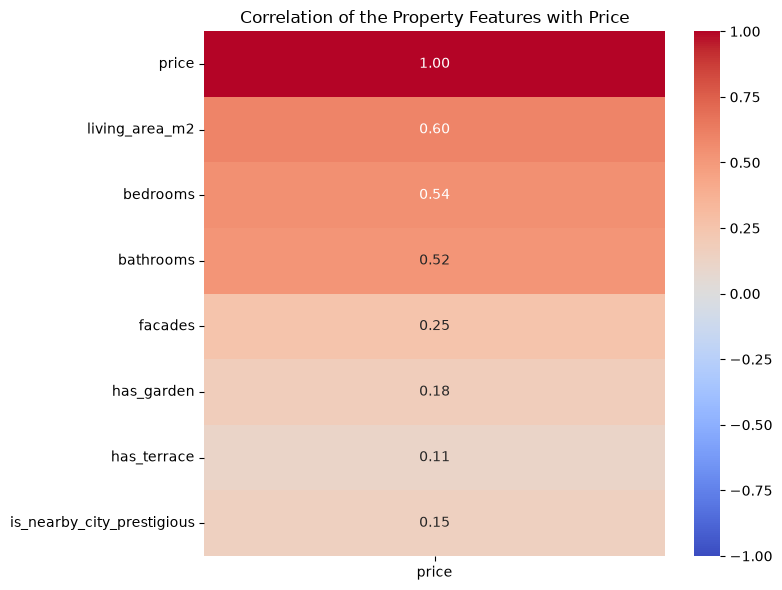 Correlation of the Property Features with Price
price
1.00
living_area_m2
0.60
bedrooms
0.54
bathrooms
0.52
facades
0.25
has_garden
0.18
has_terrace
0.11
is_nearby_city_prestigious
0.15
price
1.00
0.75
0.50
0.25
0.00
−0.25
−0.50
−0.75
−1.00